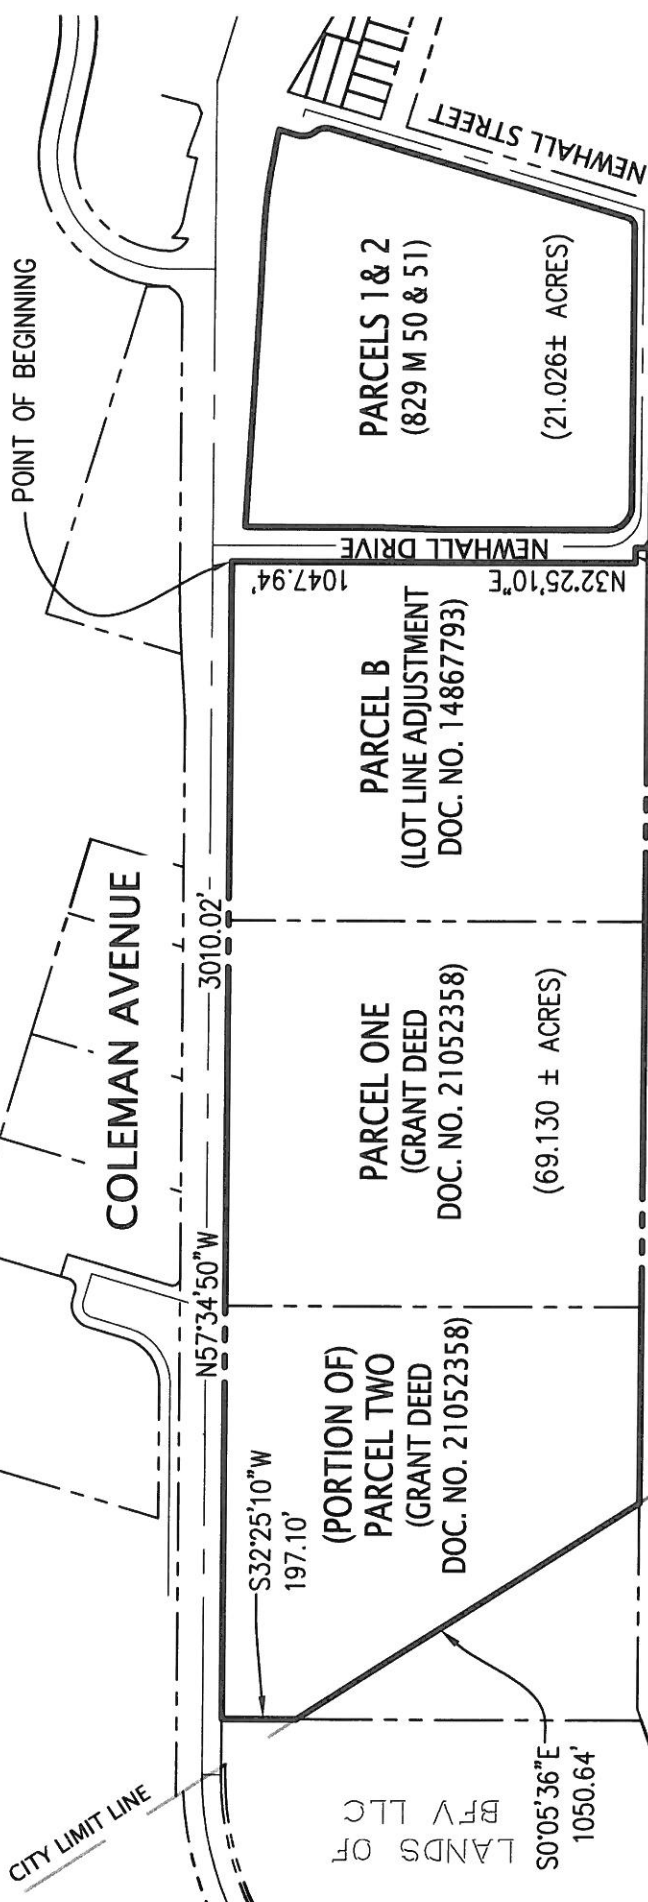 POINT OF BEGINNING
NEWHALL STREET
PARCELS 1 & 2
(829 M 50 & 51)
(21.026± ACRES)
NEWHALL DRIVE
1047.94'
N32°25'10"E
PARCEL B
(LOT LINE ADJUSTMENT
DOC. NO. 14867793)
COLEMAN AVENUE
3010.02'
N57°34'50"W
PARCEL ONE
(GRANT DEED
DOC. NO. 21052358)
(69.130 ± ACRES)
(PORTION OF)
PARCEL TWO
(GRANT DEED
DOC. NO. 21052358)
S32°25'10"W
197.10'
CITY LIMIT LINE
LANDS OF
BFV LLC
S0°05'36"E
1050.64'